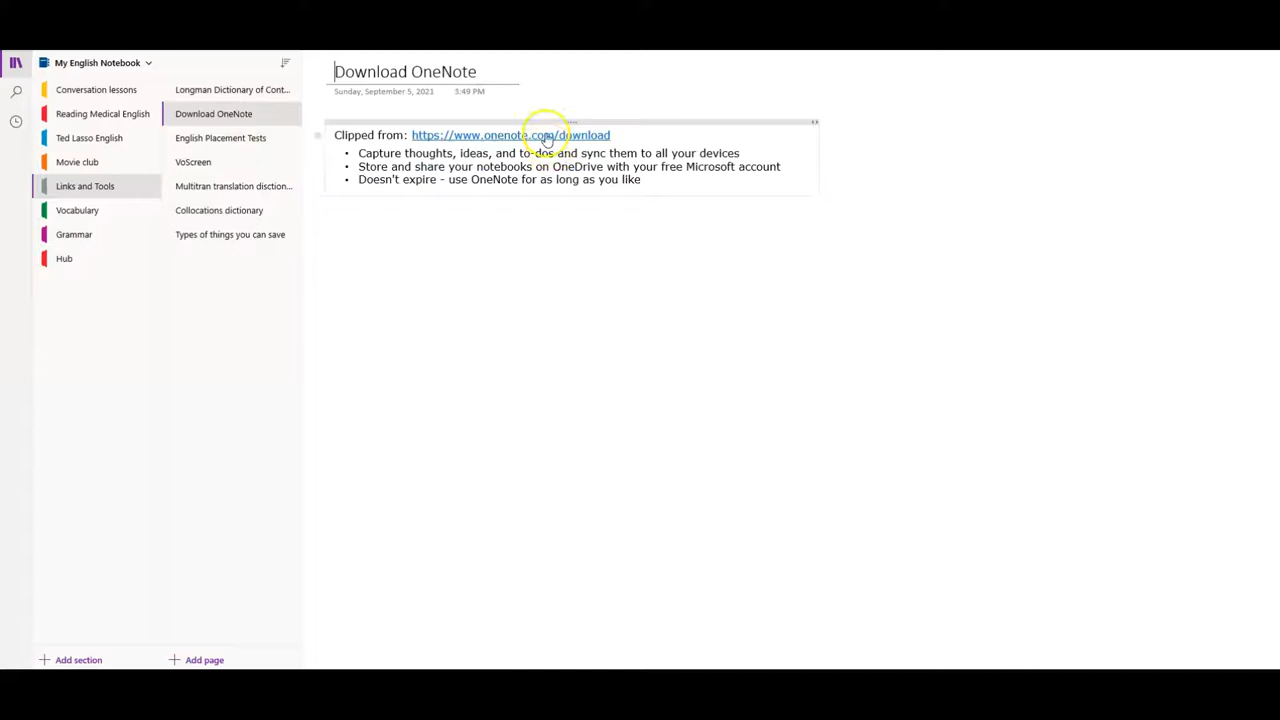 My English Notebook
Conversation lessons
Reading Medical English
Ted Lasso English
Movie club
Links and Tools
Vocabulary
Grammar
Hub
Add section
Longman Dictionary of Cont...
Download OneNote
English Placement Tests
VoScreen
Multitran translation disction...
Collocations dictionary
Types of things you can save
Add page
Download OneNote
Sunday, September 5, 2021 3:49 PM
Clipped from: https://www.onenote.com/download
• Capture thoughts, ideas, and to-dos and sync them to all your devices
• Store and share your notebooks on OneDrive with your free Microsoft account
• Doesn't expire - use OneNote for as long as you like